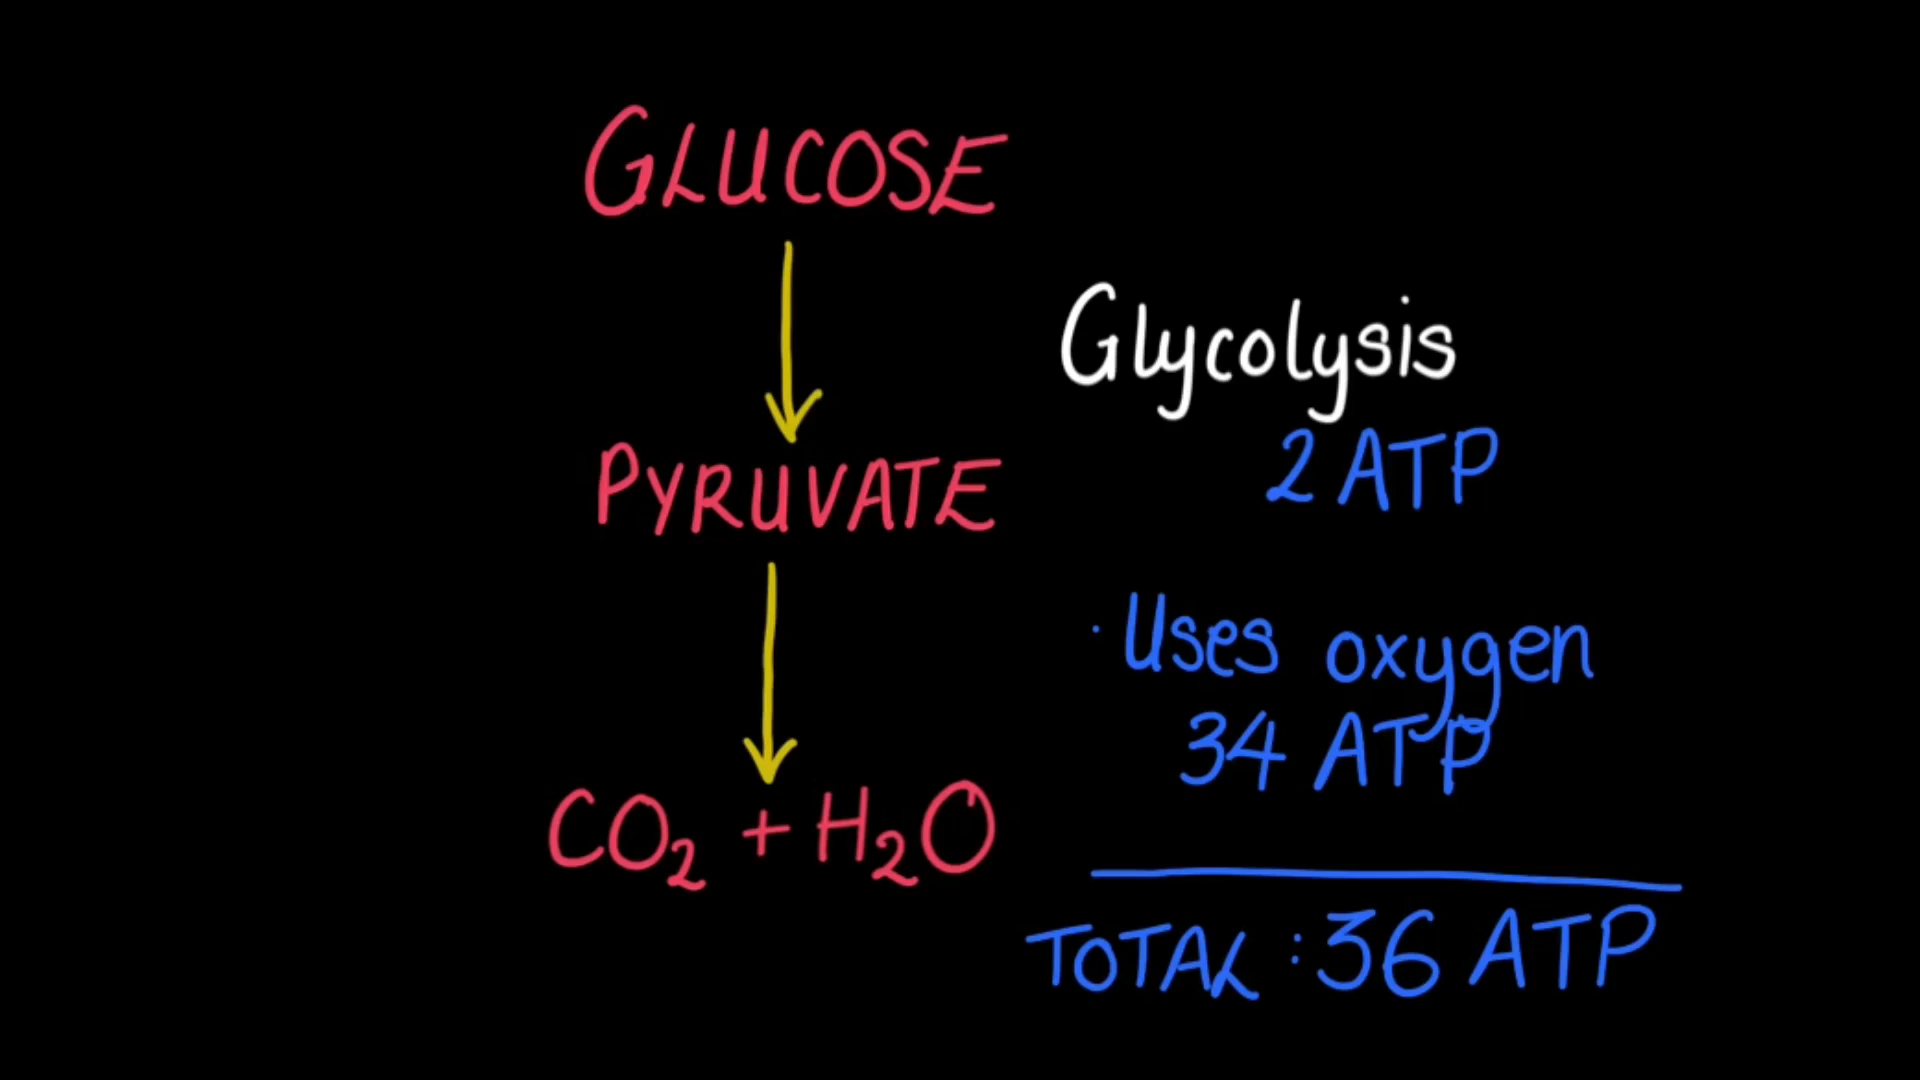 GLUCOSE
Glycolysis
2 ATP
PYRUVATE
· Uses oxygen
34 ATP
CO₂ + H₂O
TOTAL : 36 ATP